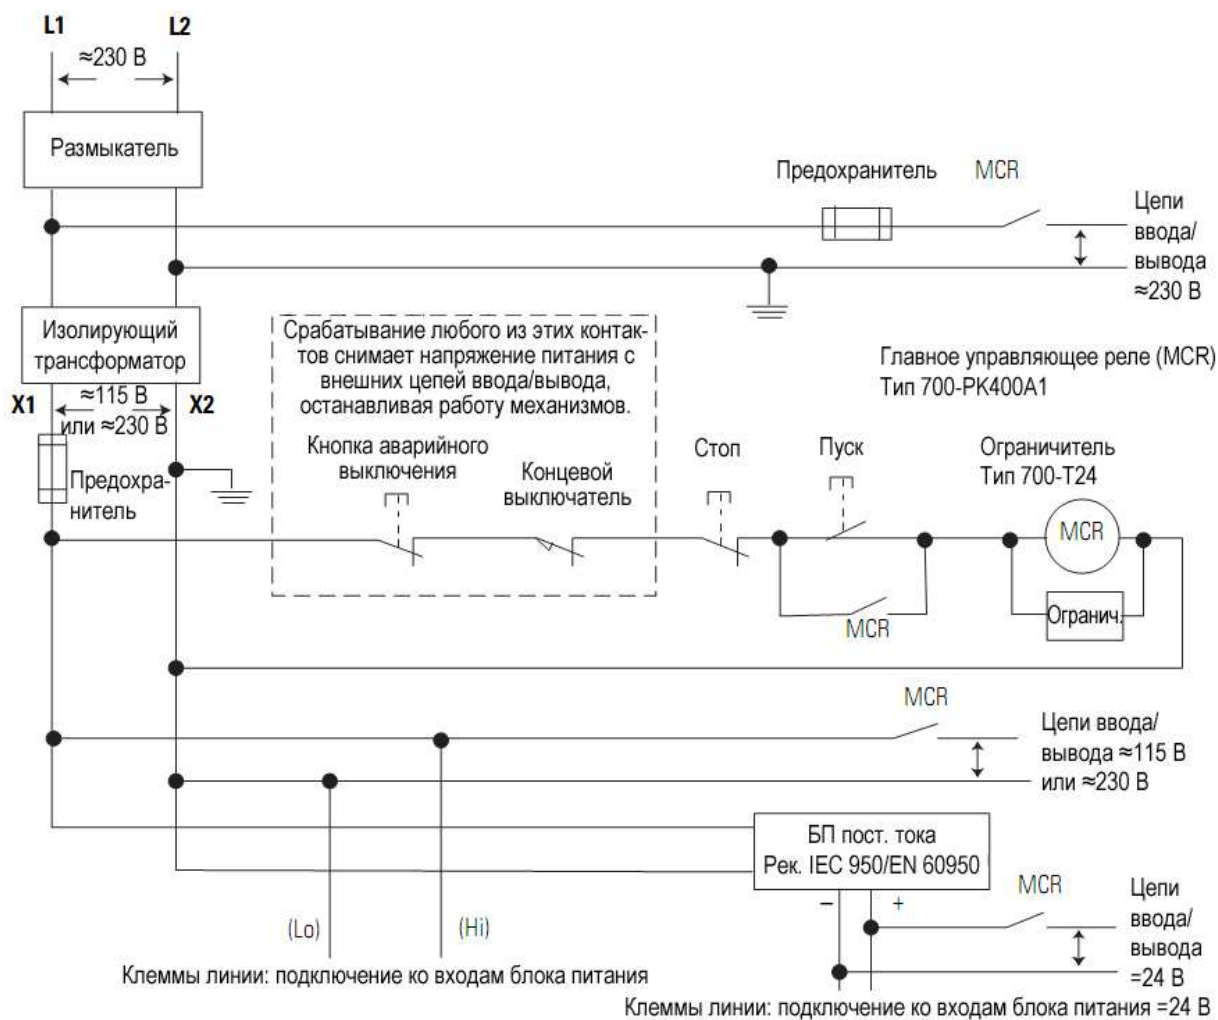 L1
L2
≈230 В
Размыкатель
Предохранитель
MCR
Цепи
ввода/
вывода
≈230 В
Изолирующий
трансформатор
X1
≈115 В
или ≈230 В
X2
Предохра-
нитель
Срабатывание любого из этих контак-
тов снимает напряжение питания с
внешних цепей ввода/вывода,
останавливая работу механизмов.
Кнопка аварийного
выключения
Концевой
выключатель
Стоп
Пуск
Главное управляющее реле (MCR)
Тип 700-PK400A1
Ограничитель
Тип 700-T24
MCR
Огранич.
MCR
MCR
Цепи ввода/
вывода ≈115 В
или ≈230 В
БП пост. тока
Рек. IEC 950/EN 60950
– +
MCR
Цепи
ввода/
вывода
=24 В
(Lo)
(Hi)
Клеммы линии: подключение ко входам блока питания
Клеммы линии: подключение ко входам блока питания =24 В